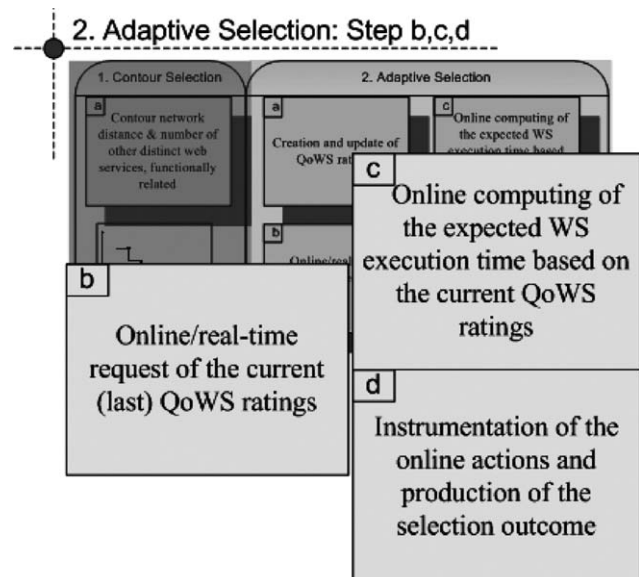 2. Adaptive Selection: Step b,c,d
1. Contour Selection
2. Adaptive Selection
a
Contour network
distance & number of
other distinct web
services, functionally
related
a
Creation and update of
QoWS
c
Online computing of
the expected WS
execution time based
b
b
Online/real-time
request of the current
(last) QoWS ratings
c
Online computing of
the expected WS
execution time based on
the current QoWS
ratings
d
Instrumentation of the
online actions and
production of the
selection outcome